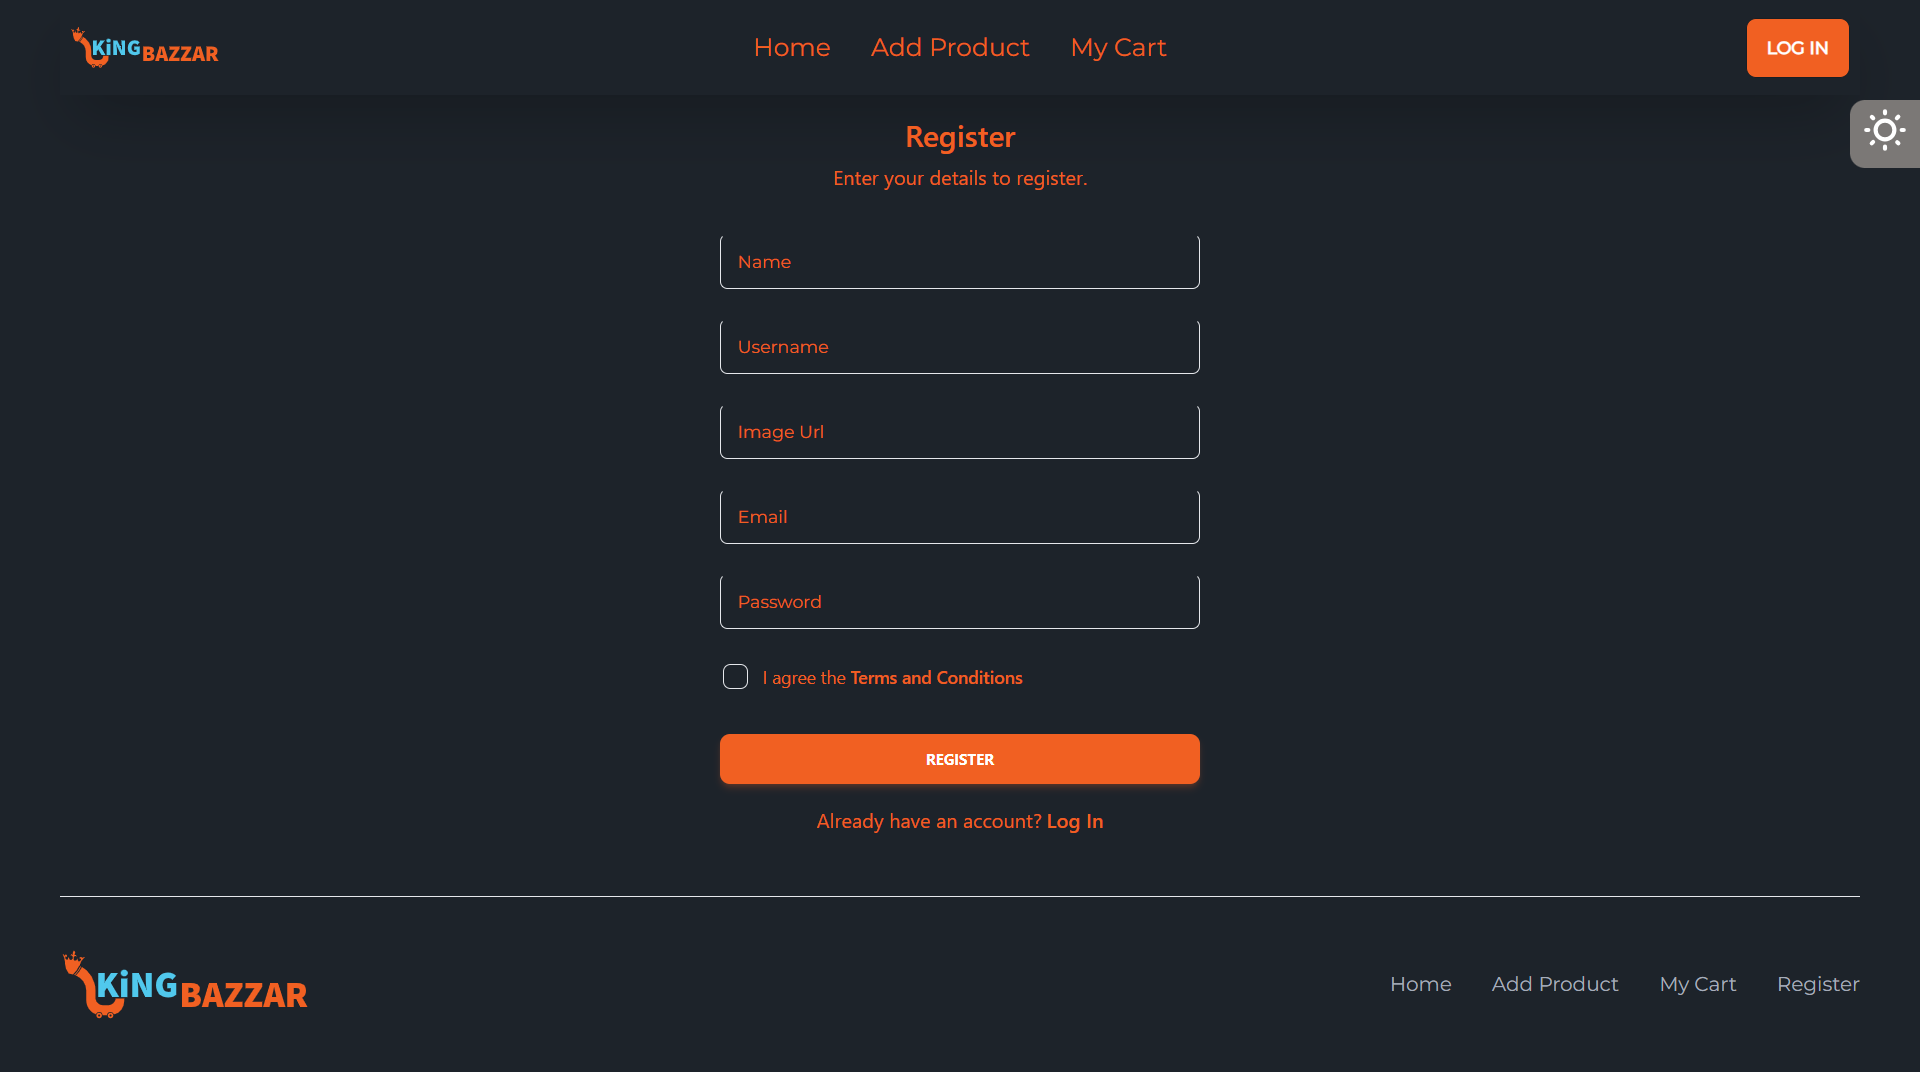 KiNG BAZZAR
Home Add Product My Cart
LOG IN
Register
Enter your details to register.
Name
Username
Image Url
Email
Password
I agree the Terms and Conditions
REGISTER
Already have an account? Log In
KiNG BAZZAR
Home Add Product My Cart Register